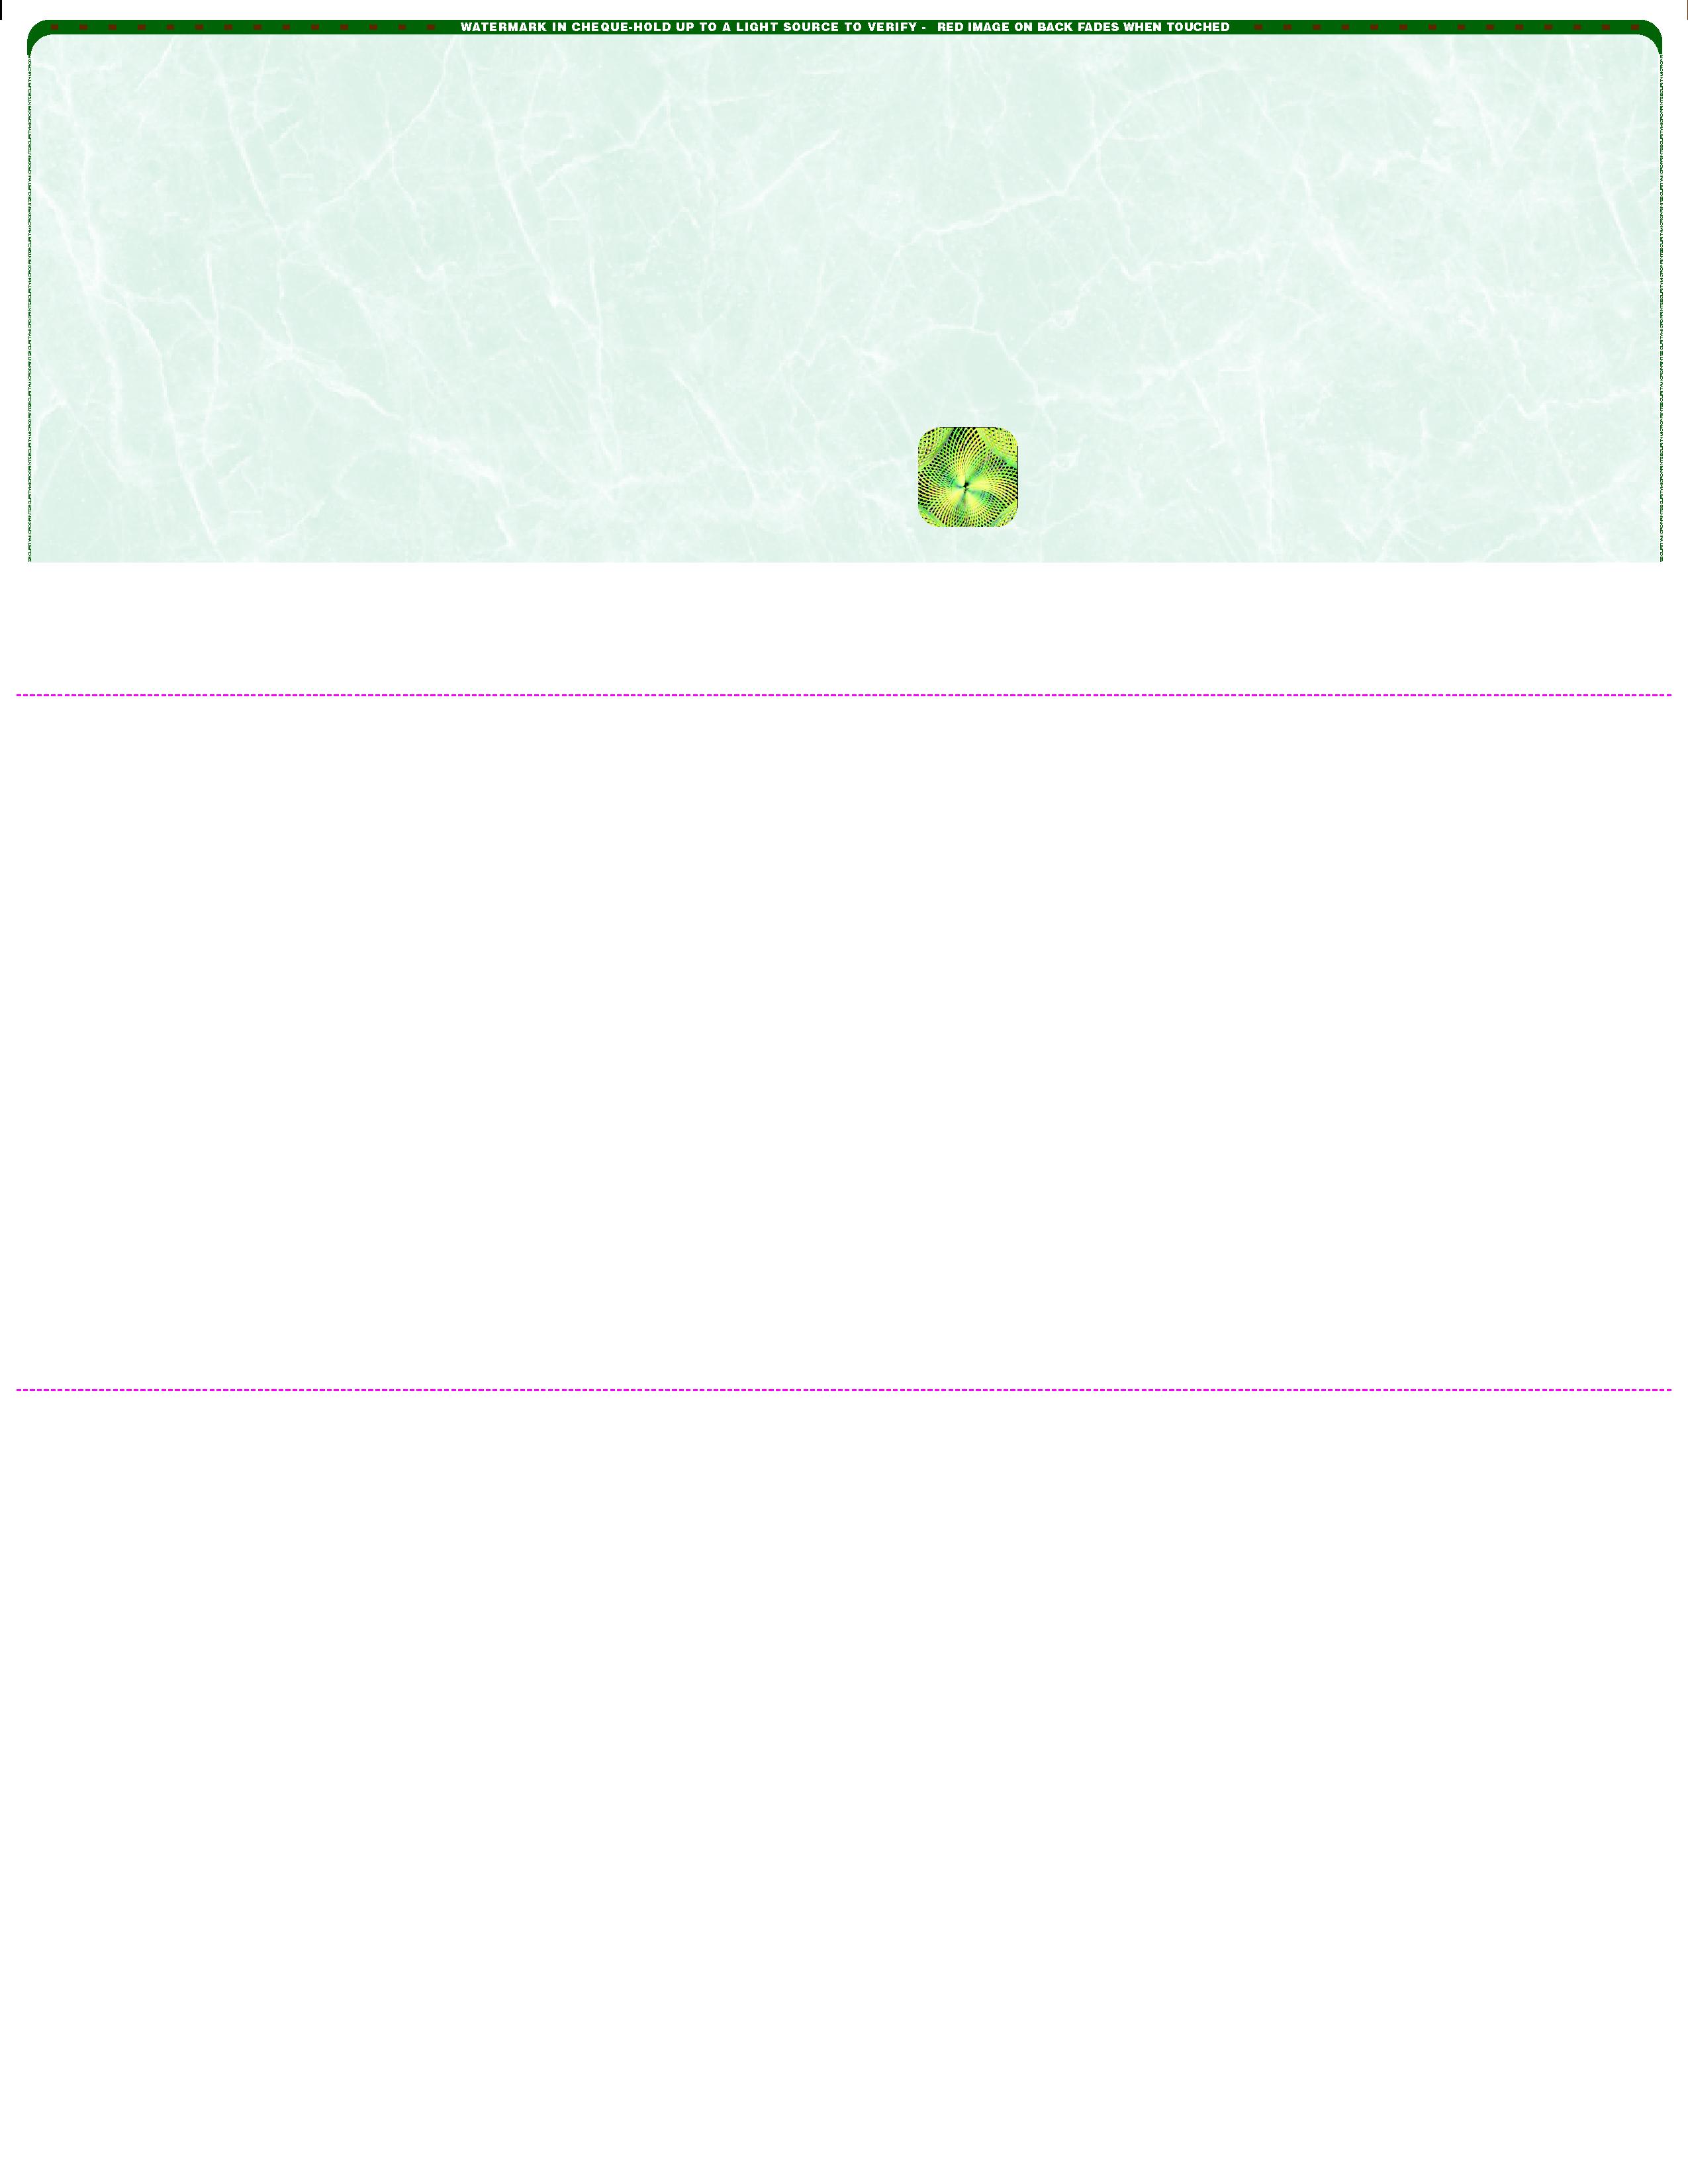 WATERMARK IN CHEQUE-HOLD UP TO A LIGHT SOURCE TO VERIFY - RED IMAGE ON BACK FADES WHEN TOUCHED